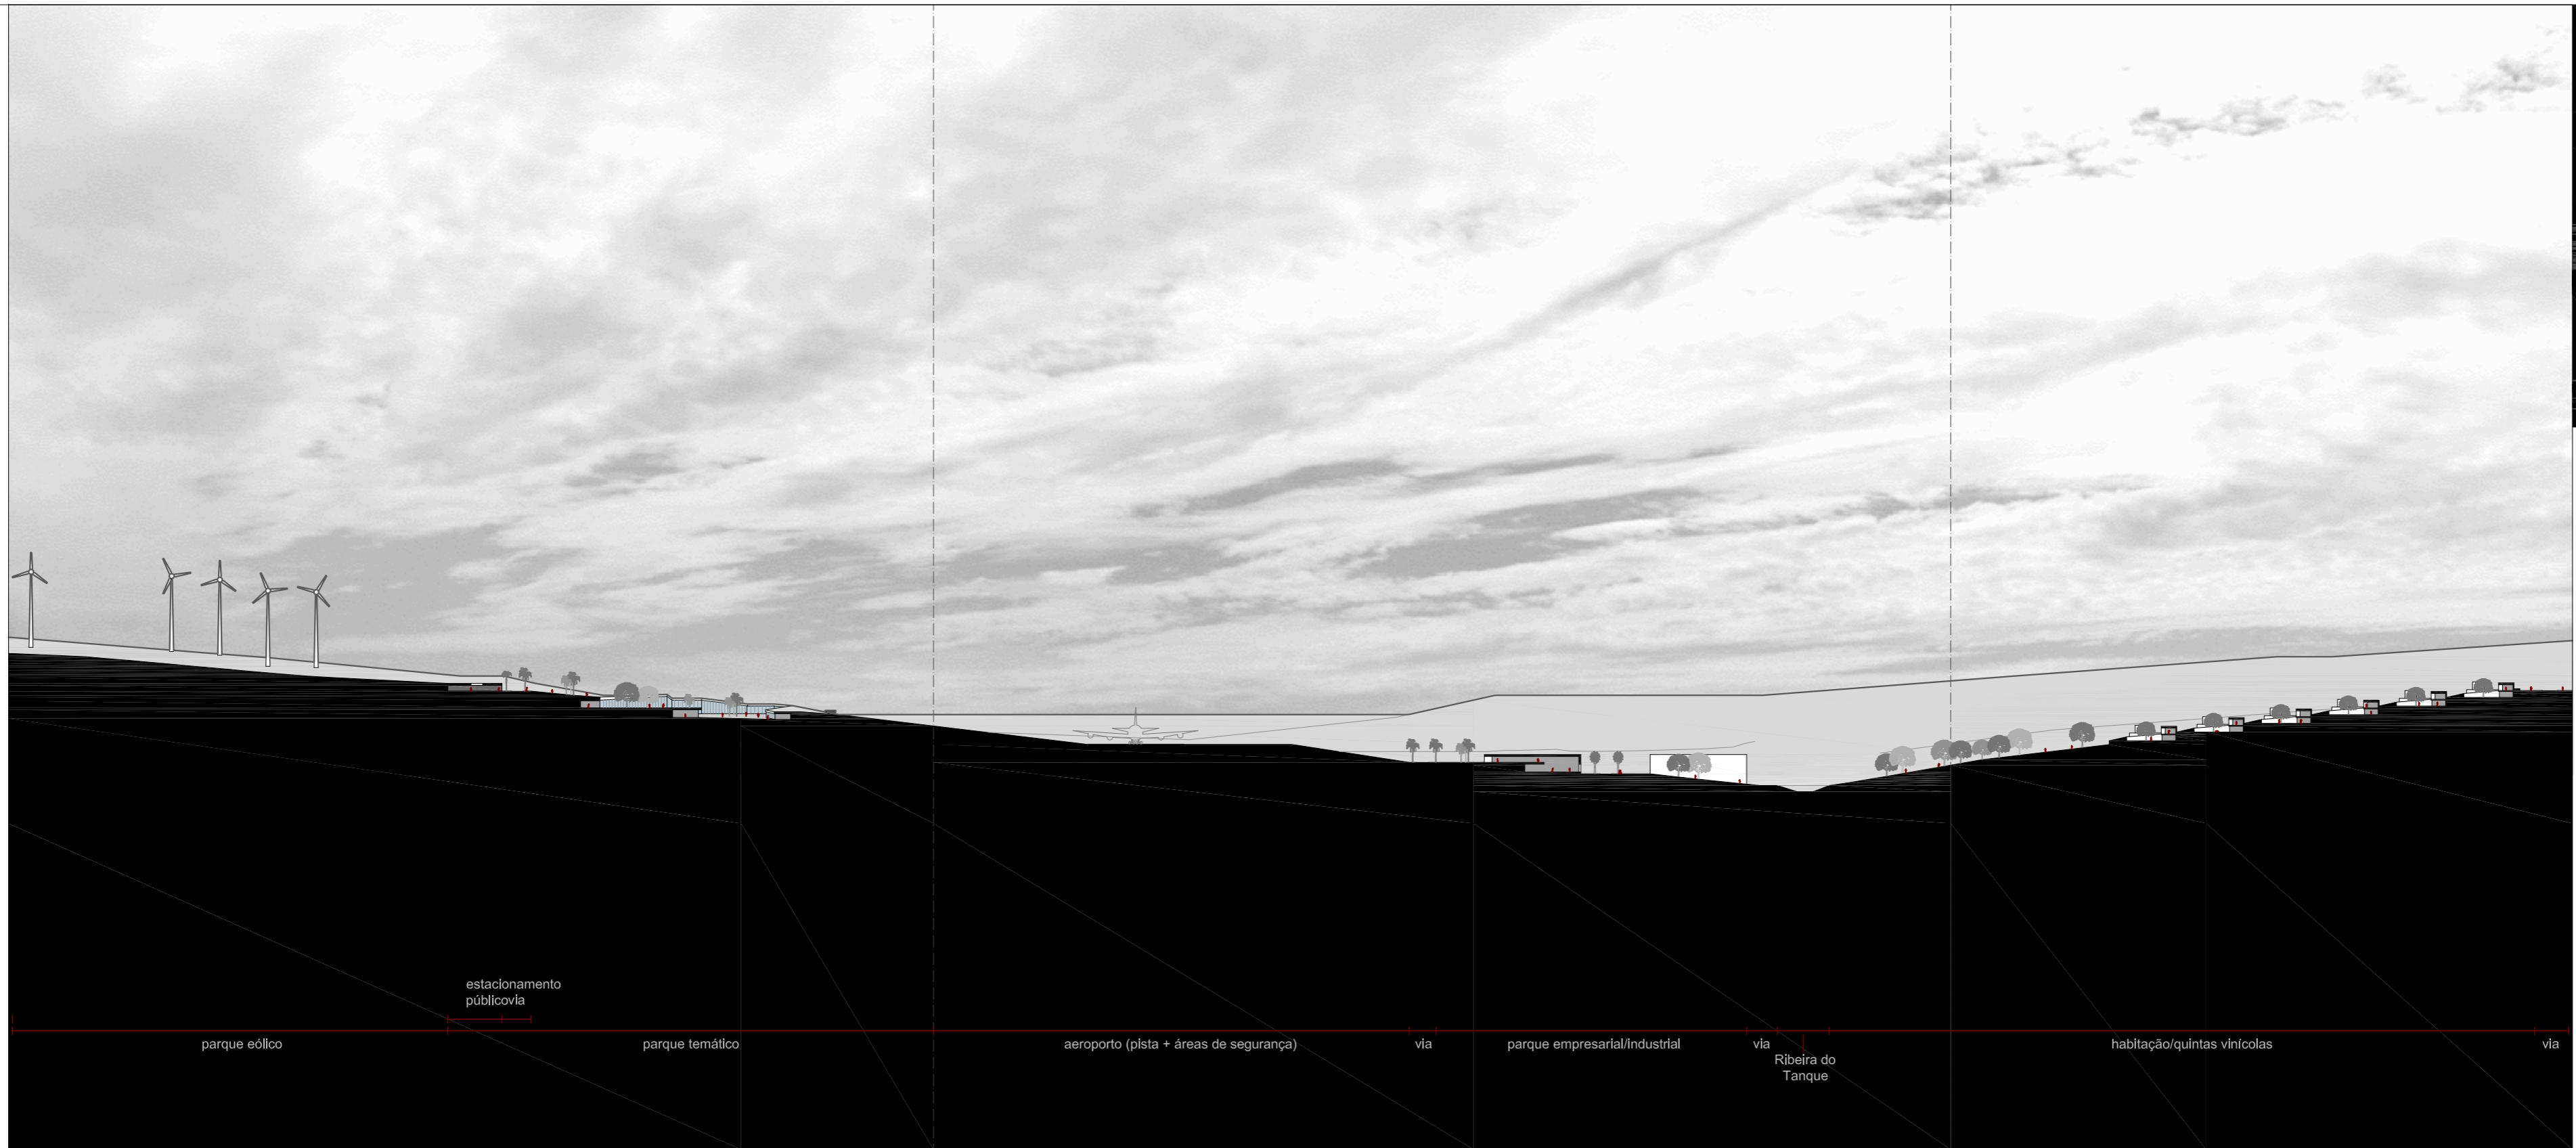 estacionamento
públicovia
parque eólico
parque temático
aeroporto (pista + áreas de segurança)
via
parque empresarial/industrial
via
Ribeira do
Tanque
habitação/quintas vinícolas
via